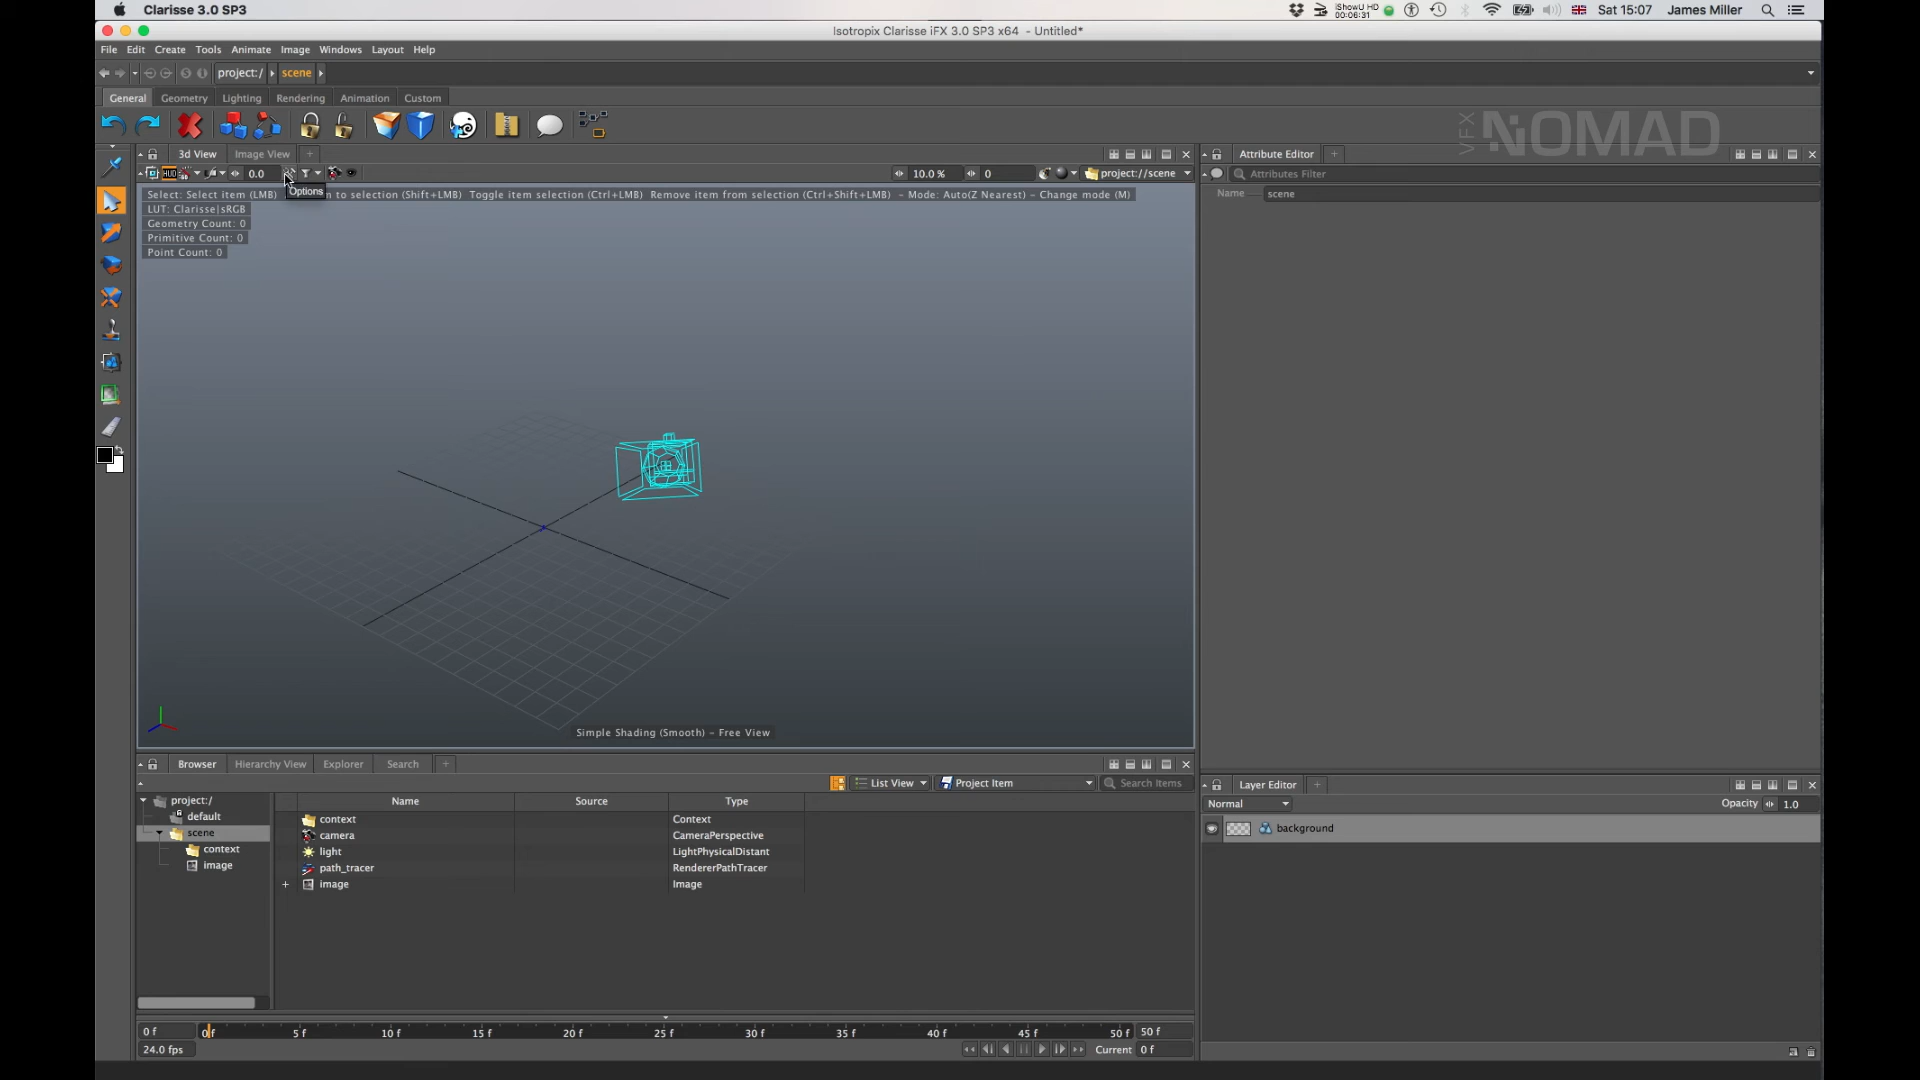 Clarisse 3.0 SP3
iShowU HD
00:06:31
Sat 15:07 James Miller
Isotropix Clarisse iFX 3.0 SP3 x64 - Untitled*
File Edit Create Tools Animate Image Windows Layout Help
project:/ scene
General Geometry Lighting Rendering Animation Custom
VFX NOMAD
3d View Image View +
Attribute Editor +
HUD 0.0 10.0 % 0 project://scene
Attributes Filter
Options
Select: Select item (LMB) n to selection (Shift+LMB) Toggle item selection (Ctrl+LMB) Remove item from selection (Ctrl+Shift+LMB) - Mode: Auto(Z Nearest) - Change mode (M)
Name scene
LUT: Clarisse|sRGB
Geometry Count: 0
Primitive Count: 0
Point Count: 0
Simple Shading (Smooth) - Free View
Browser Hierarchy View Explorer Search +
List View Project Item Search Items
Layer Editor +
Normal Opacity 1.0
background
project:/
default
scene
context
image
Name Source Type
context Context
camera CameraPerspective
light LightPhysicalDistant
path_tracer RendererPathTracer
+ image Image
0 f 0 f 5 f 10 f 15 f 20 f 25 f 30 f 35 f 40 f 45 f 50 f 50 f
24.0 fps Current 0 f